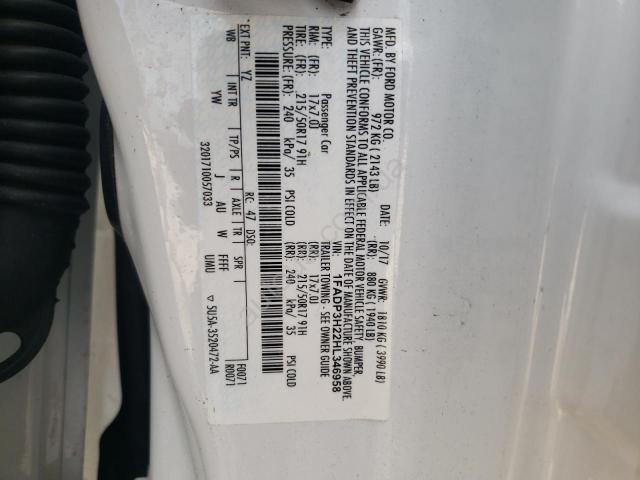 MFD. BY FORD MOTOR CO.
DATE: 10/17
GVWR: 1810 KG ( 3990 LB)
GAWR: (FR): 972 KG ( 2143 LB)
(RR): 880 KG ( 1940 LB)
THIS VEHICLE CONFORMS TO ALL APPLICABLE FEDERAL MOTOR VEHICLE SAFETY, BUMPER,
AND THEFT PREVENTION STANDARDS IN EFFECT ON THE DATE OF MANUFACTURE SHOWN ABOVE.
VIN: 1FADP3H22HL346958
TYPE: Passenger Car
TRAILER TOWING - SEE OWNER GUIDE
RIM: (FR): 17x7.0J
(RR): 17x7.0J
TIRE: (FR): 215/50R17 91H
(RR): 215/50R17 91H
PRESSURE: (FR): 240 kPa/ 35 PSI COLD
(RR): 240 kPa/ 35 PSI COLD
EXT PNT: YZ
RC: 47 DSO:
F0071
WB INT TR TP/PS R AXLE TR SPR
R0071
YW J AU W FFFF UMU
3201710057033
▽ 5U5A-3520472-AA